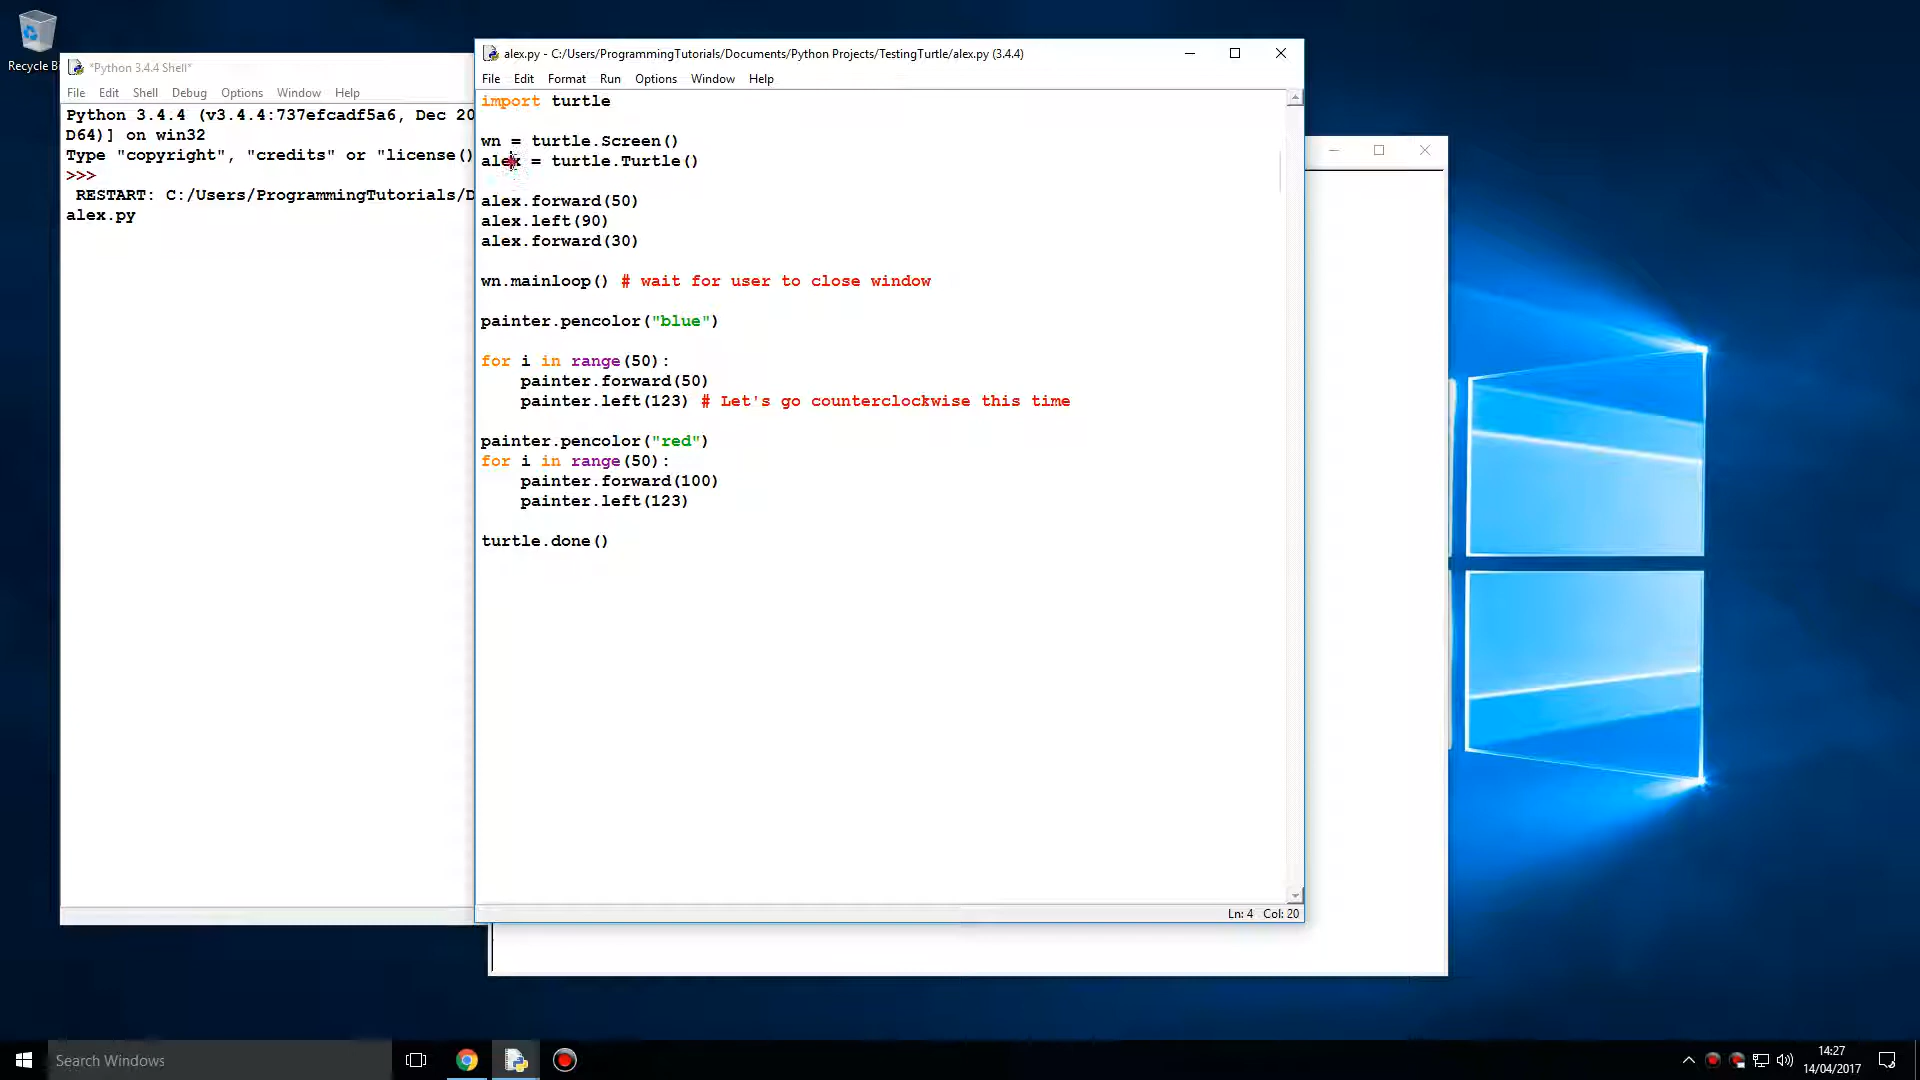 Recycle Bi
*Python 3.4.4 Shell*
File Edit Shell Debug Options Window Help
Python 3.4.4 (v3.4.4:737efcadf5a6, Dec 20
D64)] on win32
Type "copyright", "credits" or "license()
>>>
RESTART: C:/Users/ProgrammingTutorials/D
alex.py
alex.py - C:/Users/ProgrammingTutorials/Documents/Python Projects/TestingTurtle/alex.py (3.4.4)
File Edit Format Run Options Window Help
import turtle
wn = turtle.Screen()
alex = turtle.Turtle()
alex.forward(50)
alex.left(90)
alex.forward(30)
wn.mainloop() # wait for user to close window
painter.pencolor("blue")
for i in range(50):
    painter.forward(50)
    painter.left(123) # Let's go counterclockwise this time
painter.pencolor("red")
for i in range(50):
    painter.forward(100)
    painter.left(123)
turtle.done()
Ln: 4 Col: 20
Search Windows
14:27
14/04/2017